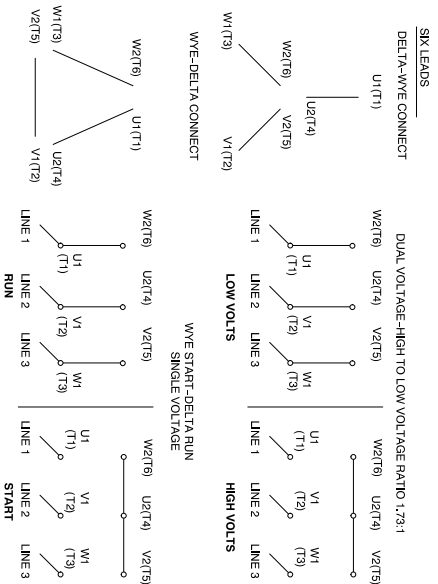 SIX LEADS
DELTA-WYE CONNECT
U1(T1)
U2(T4)
W2(T6) V2(T5)
W1(T3) V1(T2)
DUAL VOLTAGE-HIGH TO LOW VOLTAGE RATIO 1.73:1
W2(T6) U2(T4) V2(T5)
U1 V1 W1
(T1) (T2) (T3)
LINE 1 LINE 2 LINE 3
LOW VOLTS
W2(T6) U2(T4) V2(T5)
U1 V1 W1
(T1) (T2) (T3)
LINE 1 LINE 2 LINE 3
HIGH VOLTS
WYE-DELTA CONNECT
W2(T6) U1(T1)
W1(T3) U2(T4)
V2(T5) V1(T2)
WYE START-DELTA RUN
SINGLE VOLTAGE
W2(T6) U2(T4) V2(T5)
U1 V1 W1
(T1) (T2) (T3)
LINE 1 LINE 2 LINE 3
RUN
W2(T6) U2(T4) V2(T5)
U1 V1 W1
(T1) (T2) (T3)
LINE 1 LINE 2 LINE 3
START